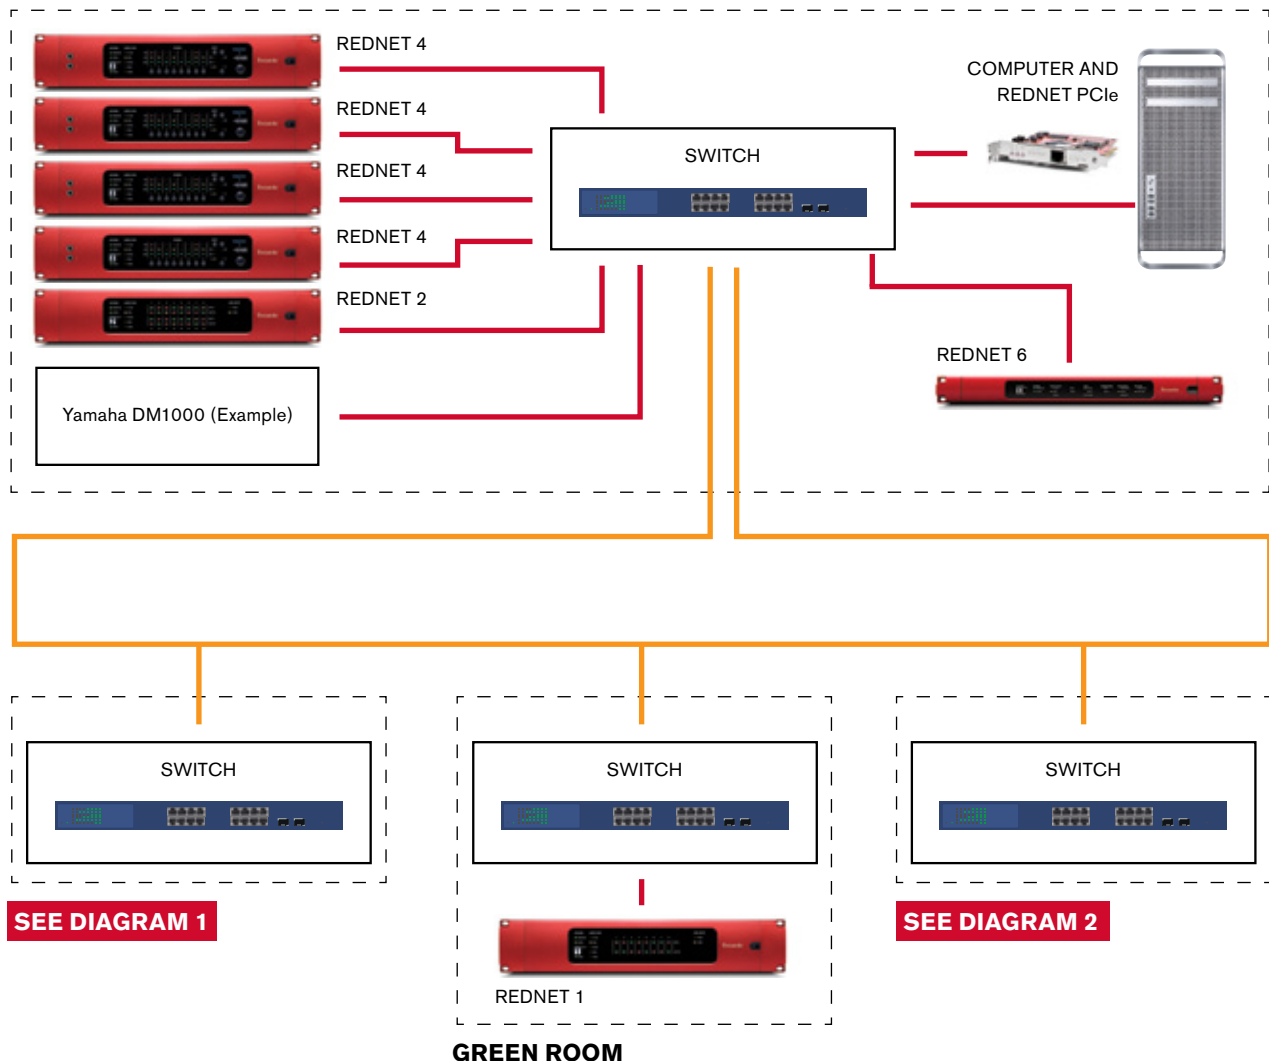 REDNET 4
REDNET 4
REDNET 4
REDNET 4
REDNET 2
Yamaha DM1000 (Example)
SWITCH
COMPUTER AND
REDNET PCIe
REDNET 6
SWITCH
SWITCH
SWITCH
SEE DIAGRAM 1
REDNET 1
GREEN ROOM
SEE DIAGRAM 2